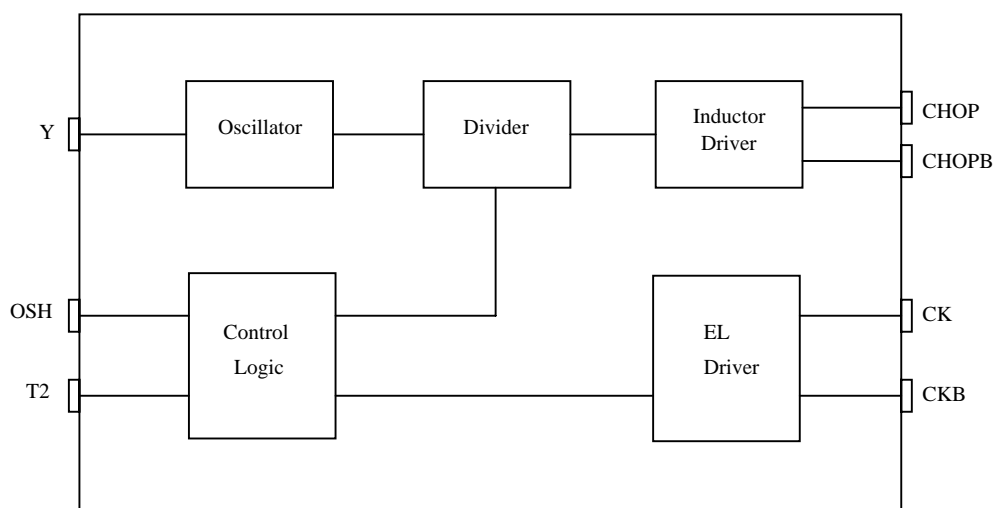 Y
Oscillator
Divider
Inductor
Driver
CHOP
CHOPB
OSH
T2
Control
Logic
EL
Driver
CK
CKB